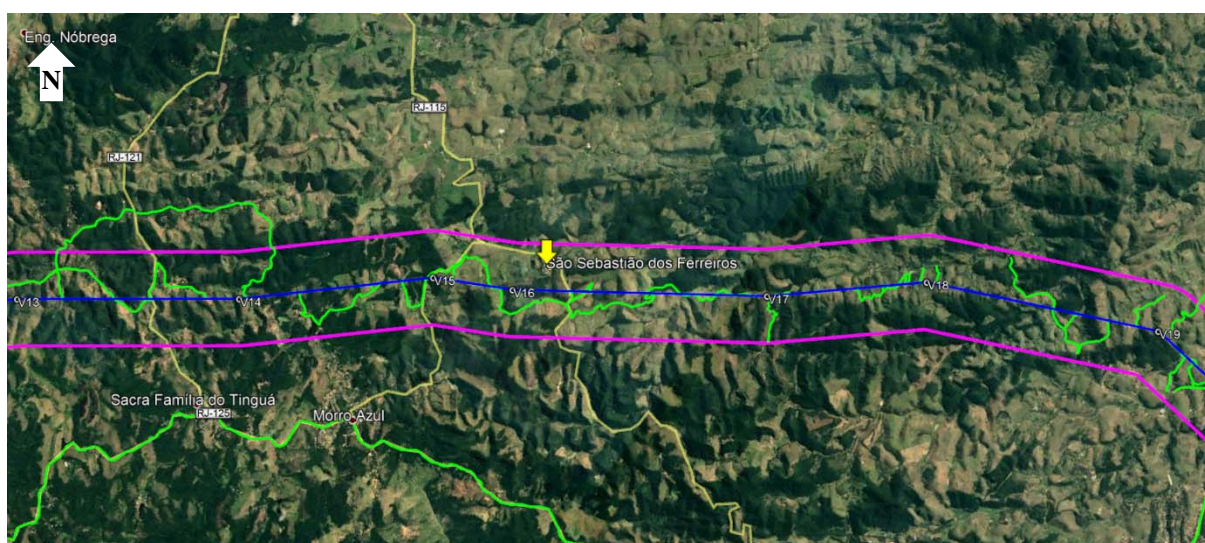 Eng. Nóbrega
N
RJ-115
RJ-121
São Sebastião dos Ferreiros
V15
V18
V16
V13
V14
V17
V19
Sacra Família do Tinguá
RJ-125
Morro Azul